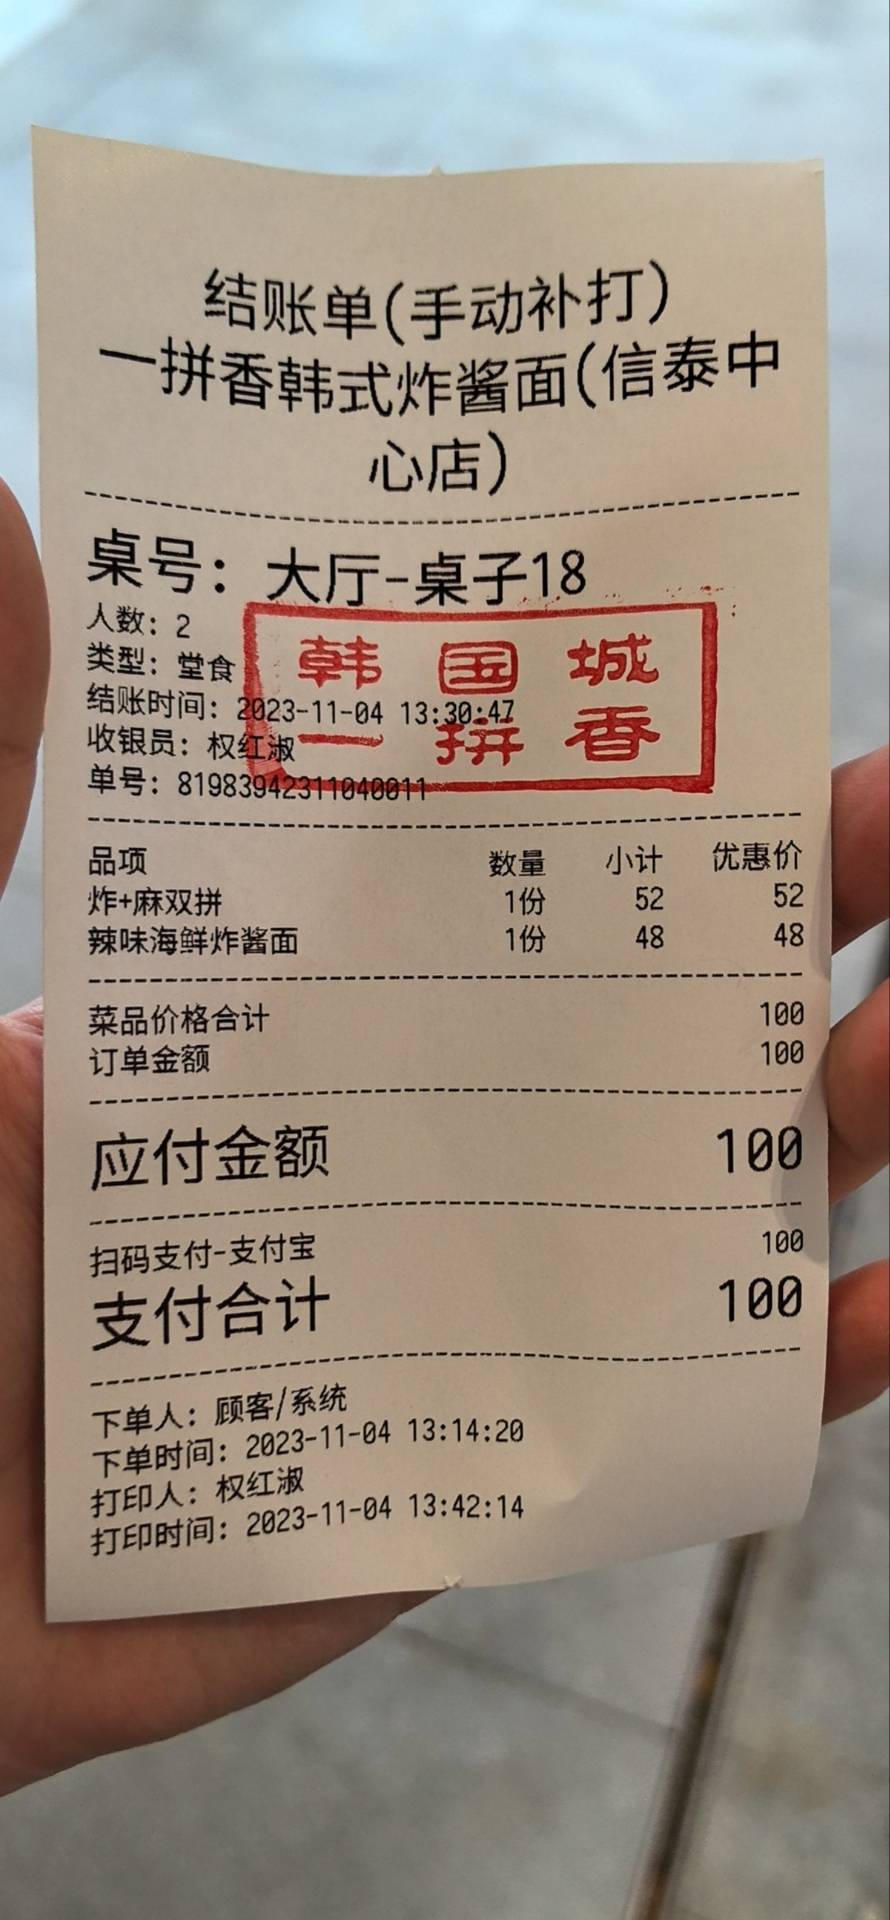 结账单(手动补打)
一拼香韩式炸酱面(信泰中
心店)
桌号: 大厅-桌子18
人数: 2
类型: 堂食
韩国城
结账时间: 2023-11-04 13:30:47
一拼香
收银员: 权红淑
单号: 81983942311040011
品项 数量 小计 优惠价
炸+麻双拼 1份 52 52
辣味海鲜炸酱面 1份 48 48
菜品价格合计 100
订单金额 100
应付金额 100
扫码支付-支付宝 100
支付合计 100
下单人: 顾客/系统
下单时间: 2023-11-04 13:14:20
打印人: 权红淑
打印时间: 2023-11-04 13:42:14